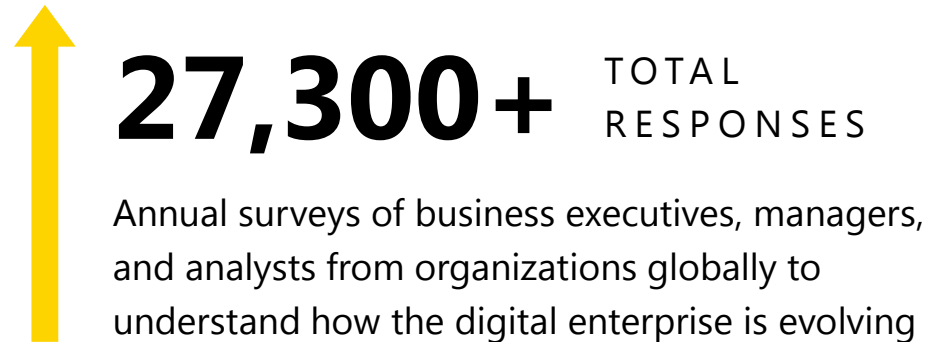 27,300+ TOTAL
RESPONSES
Annual surveys of business executives, managers,
and analysts from organizations globally to
understand how the digital enterprise is evolving